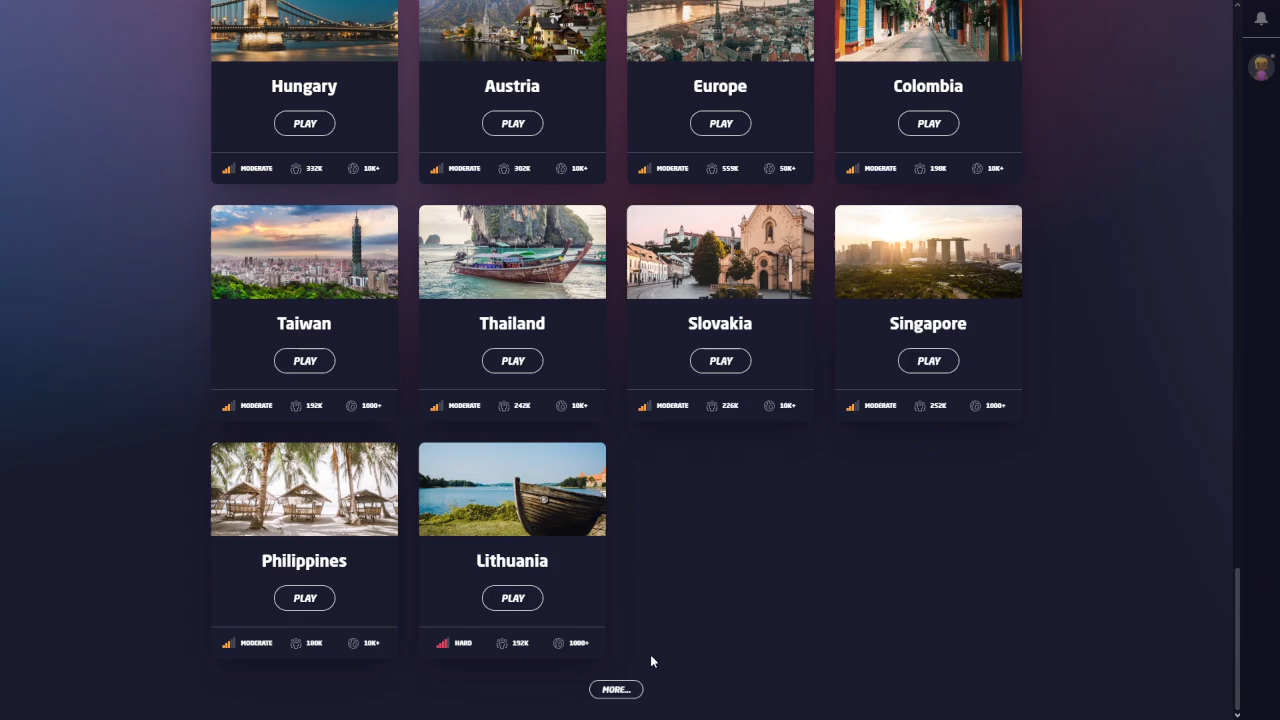 Hungary Austria Europe Colombia
PLAY PLAY PLAY PLAY
MODERATE 332K 10K+ MODERATE 302K 10K+ MODERATE 559K 50K+ MODERATE 198K 10K+
Taiwan Thailand Slovakia Singapore
PLAY PLAY PLAY PLAY
MODERATE 192K 1000+ MODERATE 242K 10K+ MODERATE 226K 10K+ MODERATE 252K 1000+
Philippines Lithuania
PLAY PLAY
MODERATE 180K 10K+ HARD 192K 1000+
MORE...